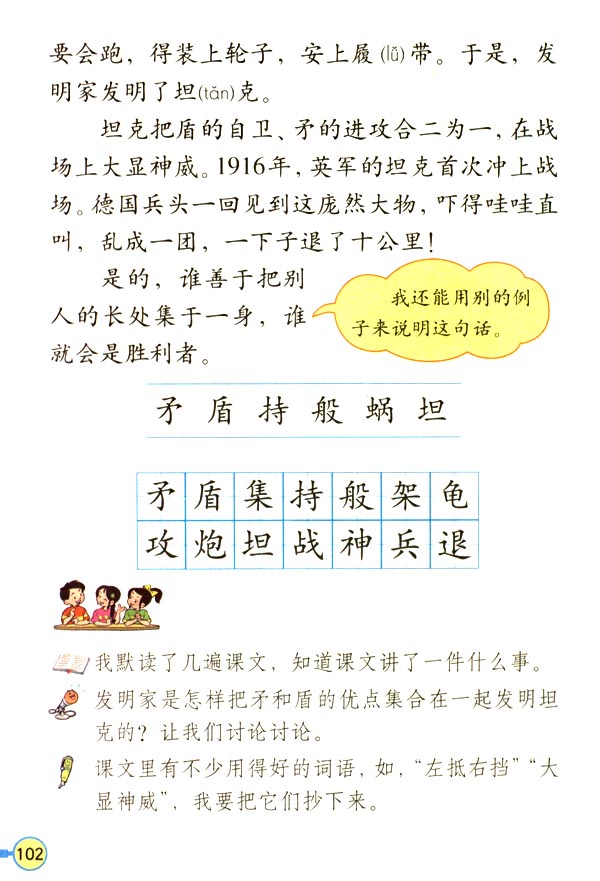 要会跑，得装上轮子，安上履(lǚ)带。于是，发
明家发明了坦(tǎn)克。
坦克把盾的自卫、矛的进攻合二为一，在战
场上大显神威。1916年，英军的坦克首次冲上战
场。德国兵头一回见到这庞然大物，吓得哇哇直
叫，乱成一团，一下子退了十公里！
是的，谁善于把别
人的长处集于一身，谁
就会是胜利者。
我还能用别的例
子来说明这句话。
矛 盾 持 般 蜗 坦
矛 盾 集 持 般 架 龟
攻 炮 坦 战 神 兵 退
我默读了几遍课文，知道课文讲了一件什么事。
发明家是怎样把矛和盾的优点集合在一起发明坦
克的？让我们讨论讨论。
课文里有不少用得好的词语，如，“左抵右挡”“大
显神威”，我要把它们抄下来。
102